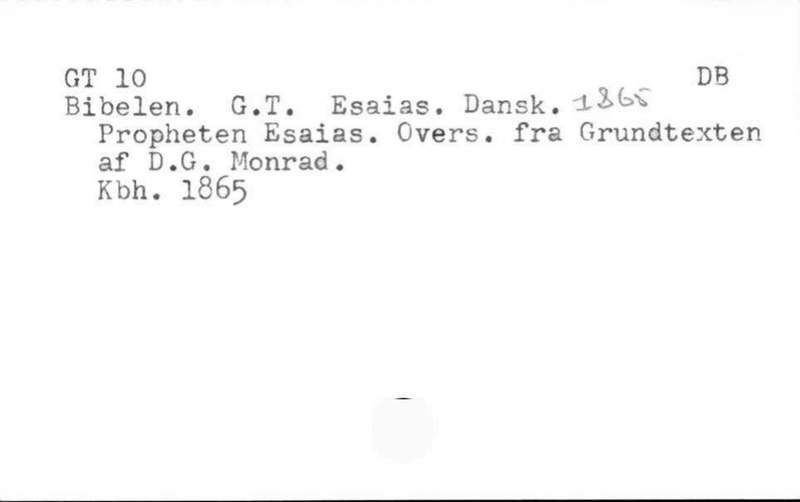 GT 10 DB
Bibelen. G.T. Esaias. Dansk. 1865
Propheten Esaias. Overs. fra Grundtexten
af D.G. Monrad.
Kbh. 1865